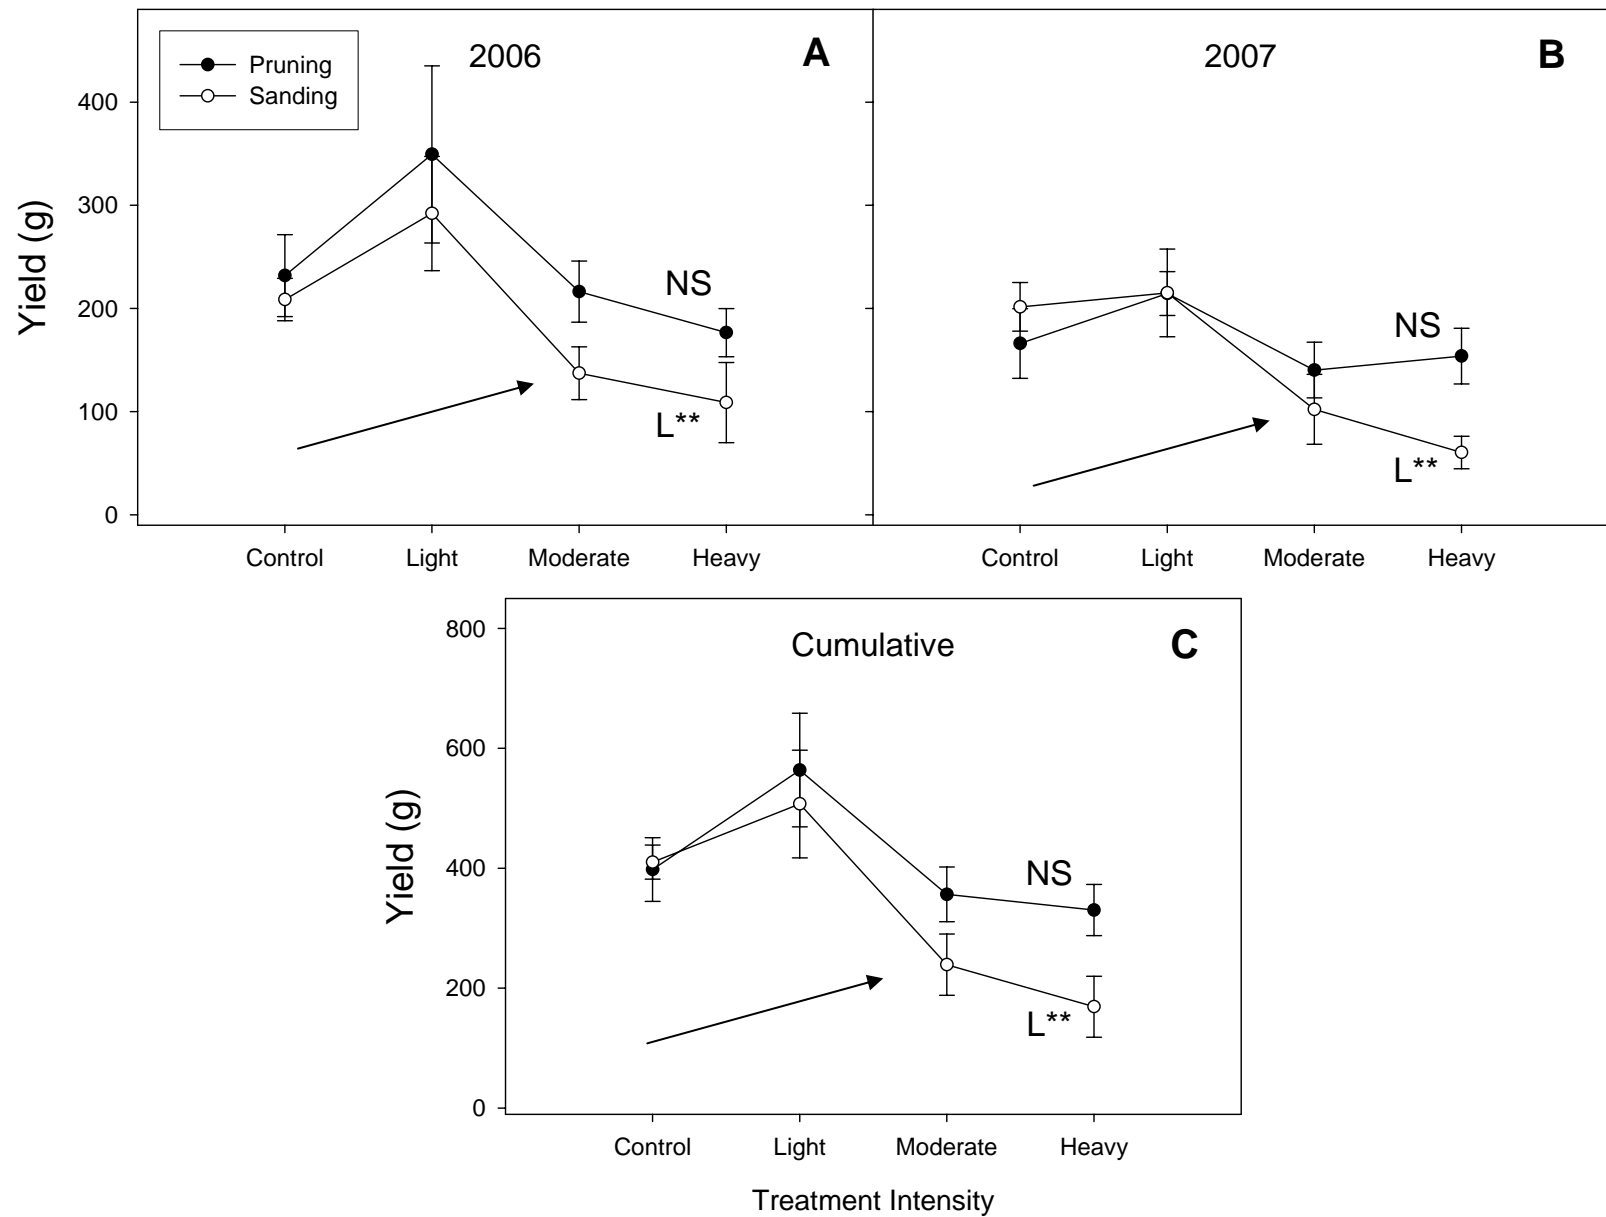 2006
A
Pruning
Sanding
Yield (g)
400
300
200
100
0
NS
L**
Control Light Moderate Heavy
2007
B
NS
L**
Control Light Moderate Heavy
Cumulative
C
Yield (g)
800
600
400
200
0
NS
L**
Control Light Moderate Heavy
Treatment Intensity